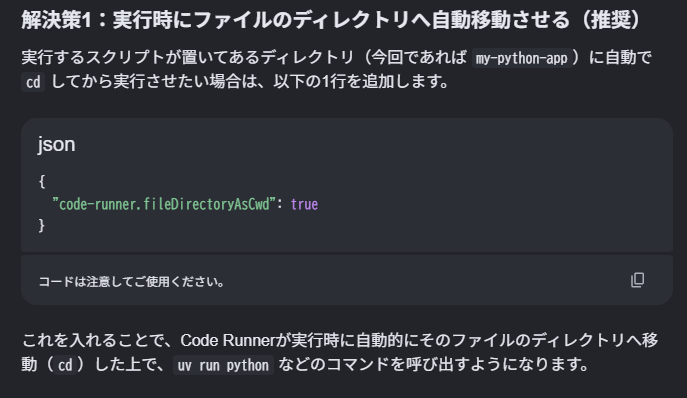 解決策1：実行時にファイルのディレクトリへ自動移動させる（推奨）
実行するスクリプトが置いてあるディレクトリ（今回であれば my-python-app ）に自動で
cd してから実行させたい場合は、以下の1行を追加します。
json
{
  "code-runner.fileDirectoryAsCwd": true
}
コードは注意してご使用ください。
これを入れることで、Code Runnerが実行時に自動的にそのファイルのディレクトリへ移
動（ cd ）した上で、 uv run python などのコマンドを呼び出すようになります。